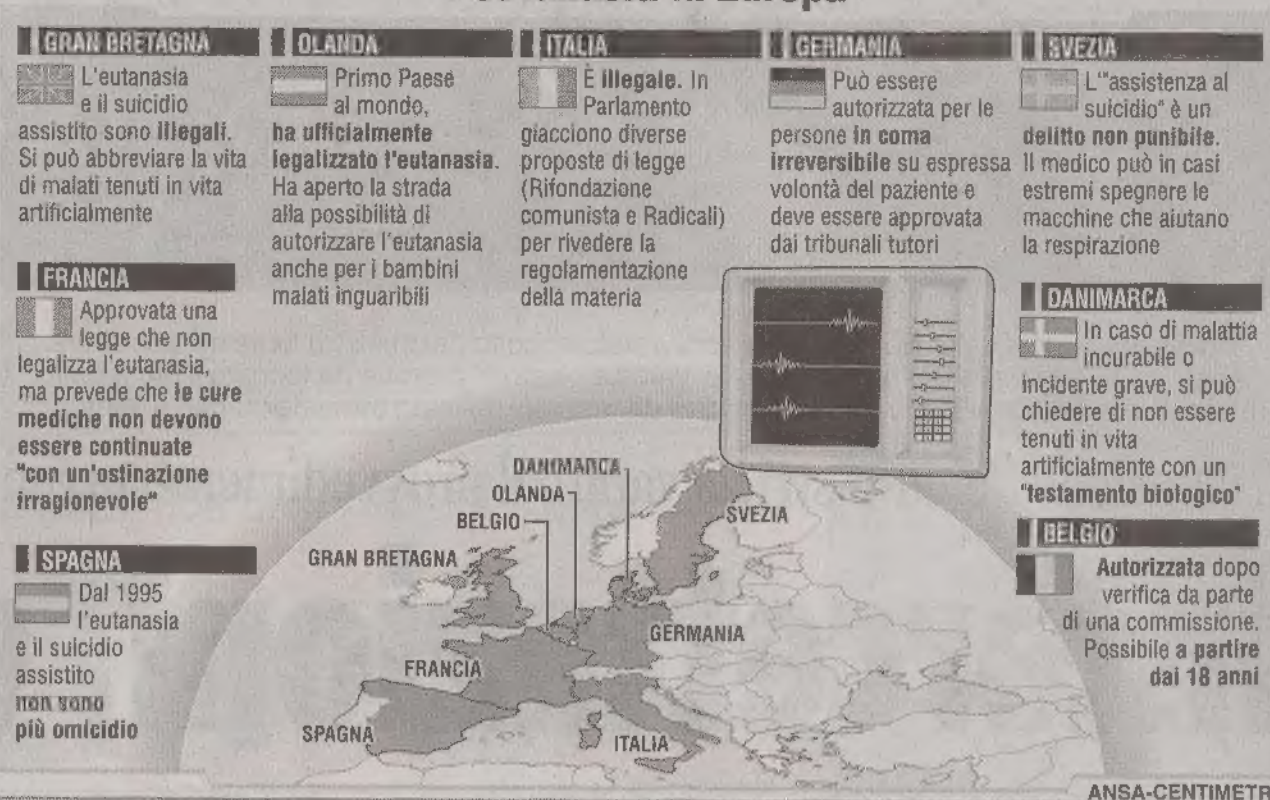 in Europa
GRAN BRETAGNA
L'eutanasia
e il suicidio
assistito sono illegali.
Si può abbreviare la vita
di malati tenuti in vita
artificialmente
OLANDA
Primo Paese
al mondo,
ha ufficialmente
legalizzato l'eutanasia.
Ha aperto la strada
alla possibilità di
autorizzare l'eutanasia
anche per i bambini
malati inguaribili
ITALIA
È illegale. In
Parlamento
giacciono diverse
proposte di legge
(Rifondazione
comunista e Radicali)
per rivedere la
regolamentazione
della materia
GERMANIA
Può essere
autorizzata per le
persone in coma
irreversibile su espressa
volontà del paziente e
deve essere approvata
dai tribunali tutori
SVEZIA
L'"assistenza al
suicidio" è un
delitto non punibile.
Il medico può in casi
estremi spegnere le
macchine che aiutano
la respirazione
FRANCIA
Approvata una
legge che non
legalizza l'eutanasia,
ma prevede che le cure
mediche non devono
essere continuate
"con un'ostinazione
irragionevole"
DANIMARCA
In caso di malattia
incurabile o
incidente grave, si può
chiedere di non essere
tenuti in vita
artificialmente con un
"testamento biologico"
SPAGNA
Dal 1995
l'eutanasia
e il suicidio
assistito
non sono
più omicidio
BELGIO
Autorizzata dopo
verifica da parte
di una commissione.
Possibile a partire
dai 18 anni
DANIMARCA
OLANDA
BELGIO
SVEZIA
GRAN BRETAGNA
GERMANIA
FRANCIA
SPAGNA
ITALIA
ANSA-CENTIMETR